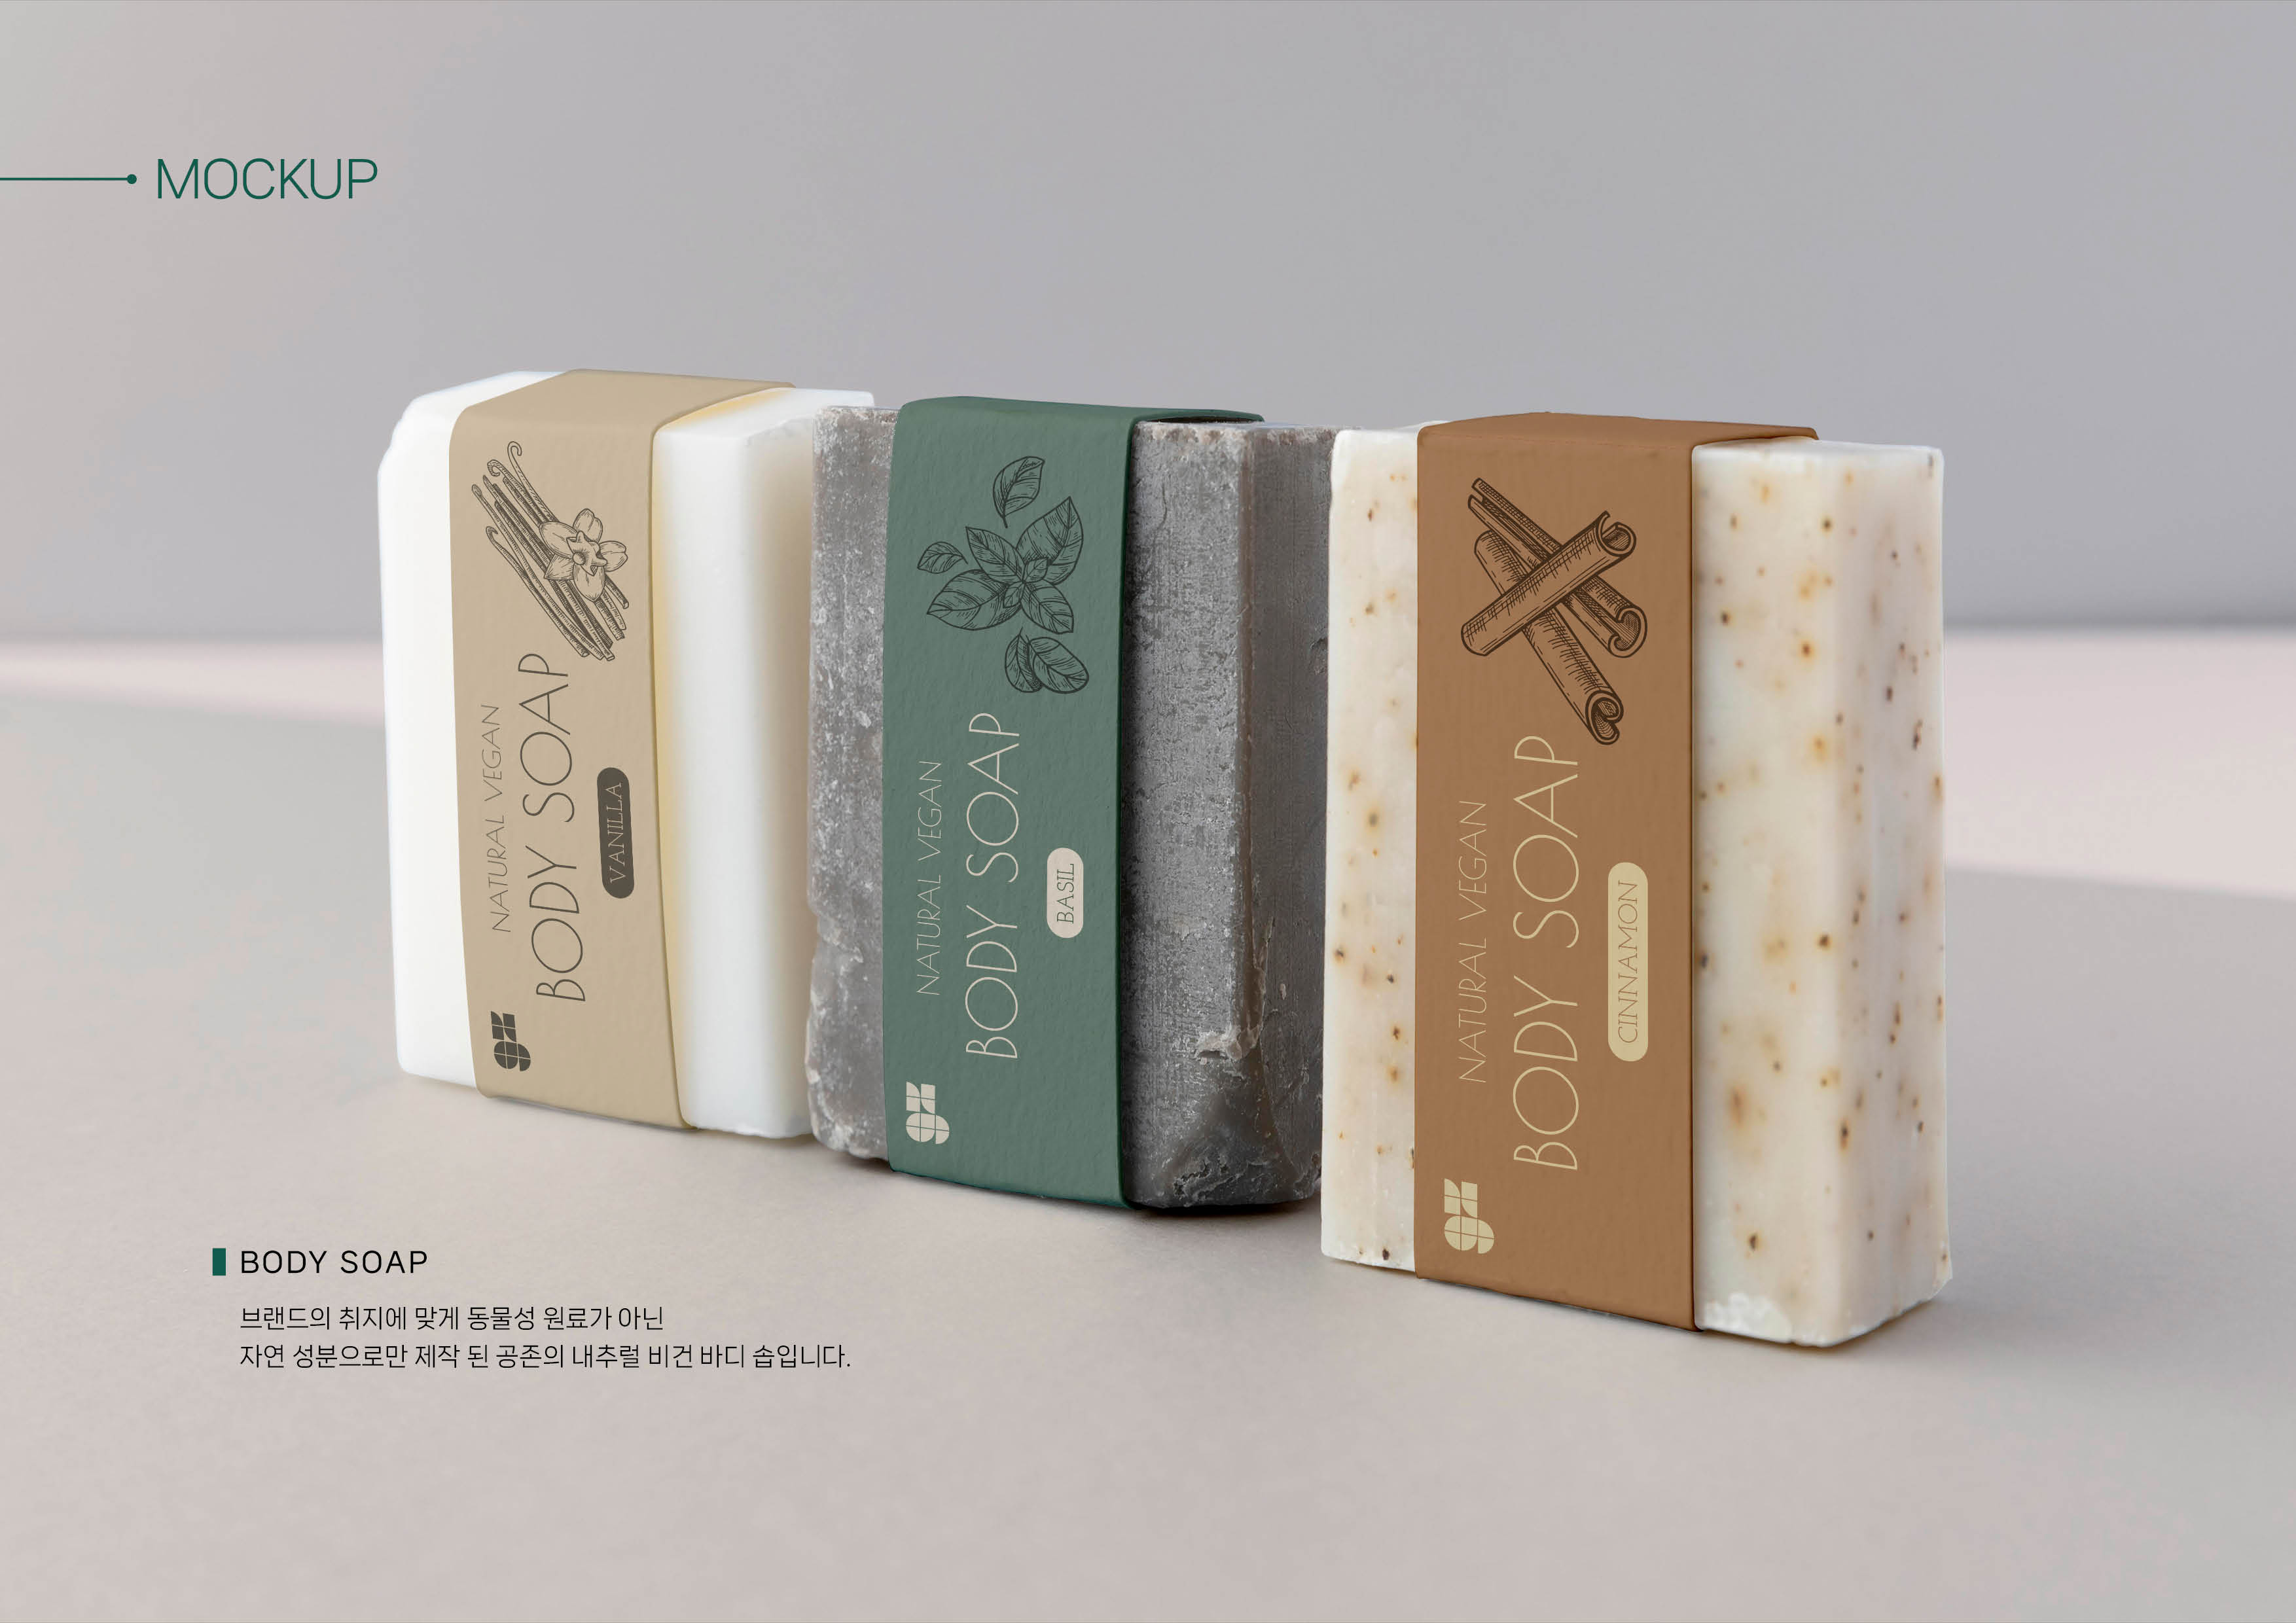 MOCKUP
NATURAL VEGAN
BODY SOAP
VANILLA
NATURAL VEGAN
BODY SOAP
BASIL
NATURAL VEGAN
BODY SOAP
CINNAMON
BODY SOAP
브랜드의 취지에 맞게 동물성 원료가 아닌
자연 성분으로만 제작 된 공존의 내추럴 비건 바디 솝입니다.